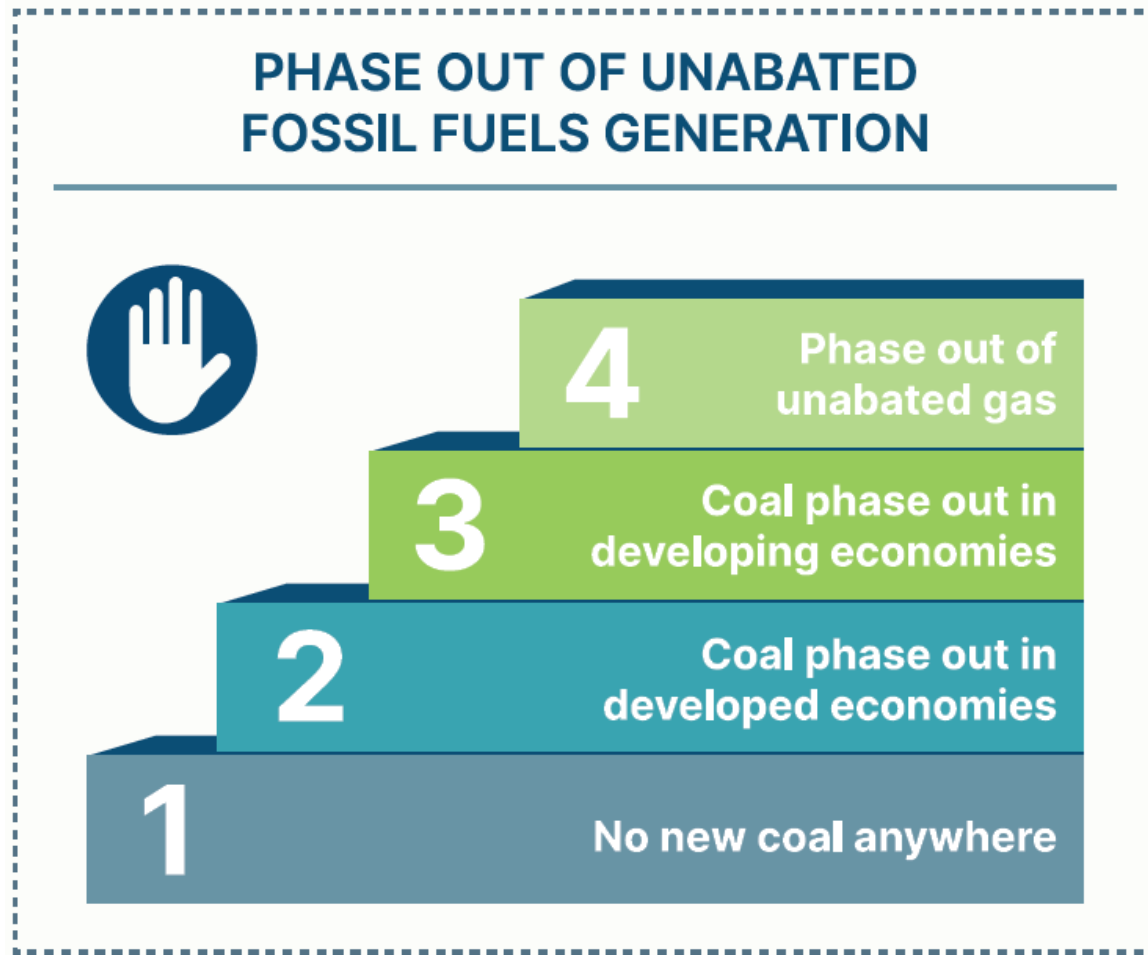 PHASE OUT OF UNABATED
FOSSIL FUELS GENERATION
4
Phase out of
unabated gas
3
Coal phase out in
developing economies
2
Coal phase out in
developed economies
1
No new coal anywhere